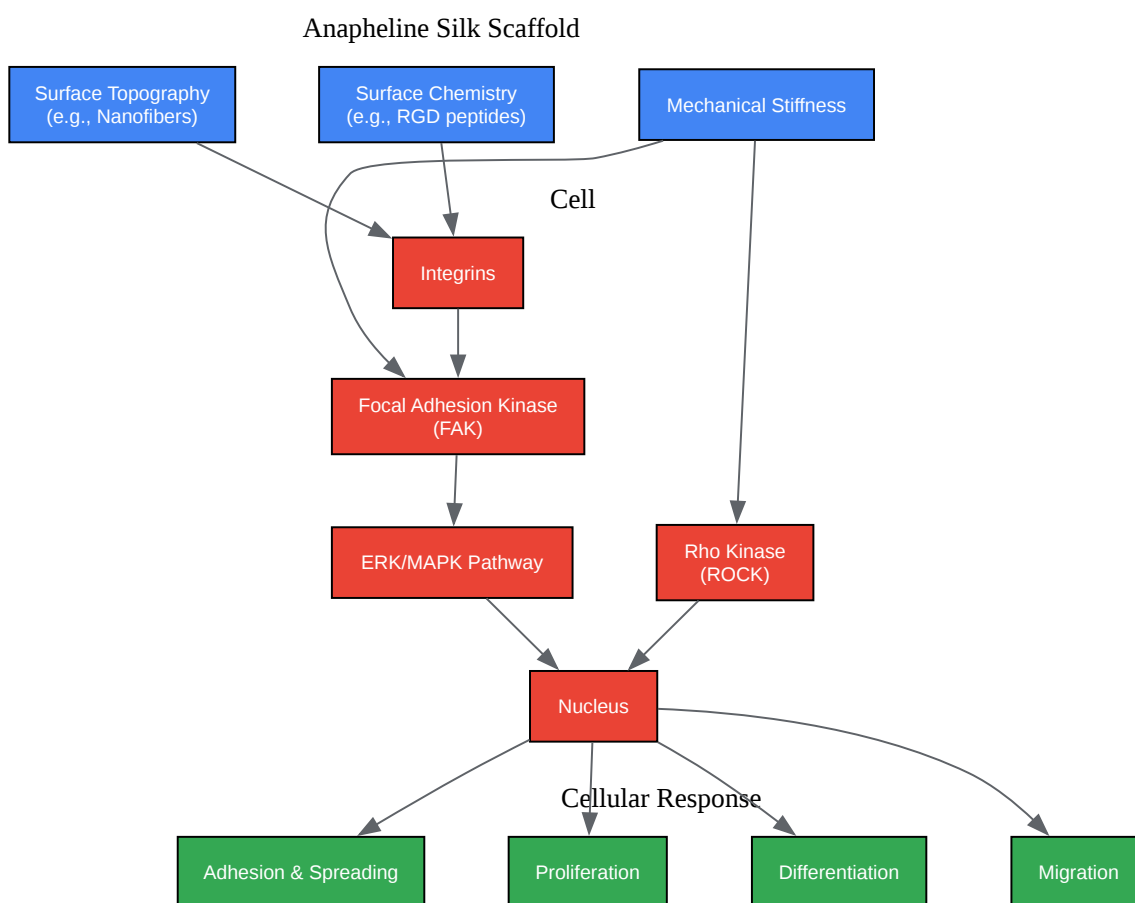 Anapheline Silk Scaffold
Surface Topography
(e.g., Nanofibers)
Surface Chemistry
(e.g., RGD peptides)
Mechanical Stiffness
Cell
Integrins
Focal Adhesion Kinase
(FAK)
ERK/MAPK Pathway
Rho Kinase
(ROCK)
Nucleus
Cellular Response
Adhesion & Spreading
Proliferation
Differentiation
Migration